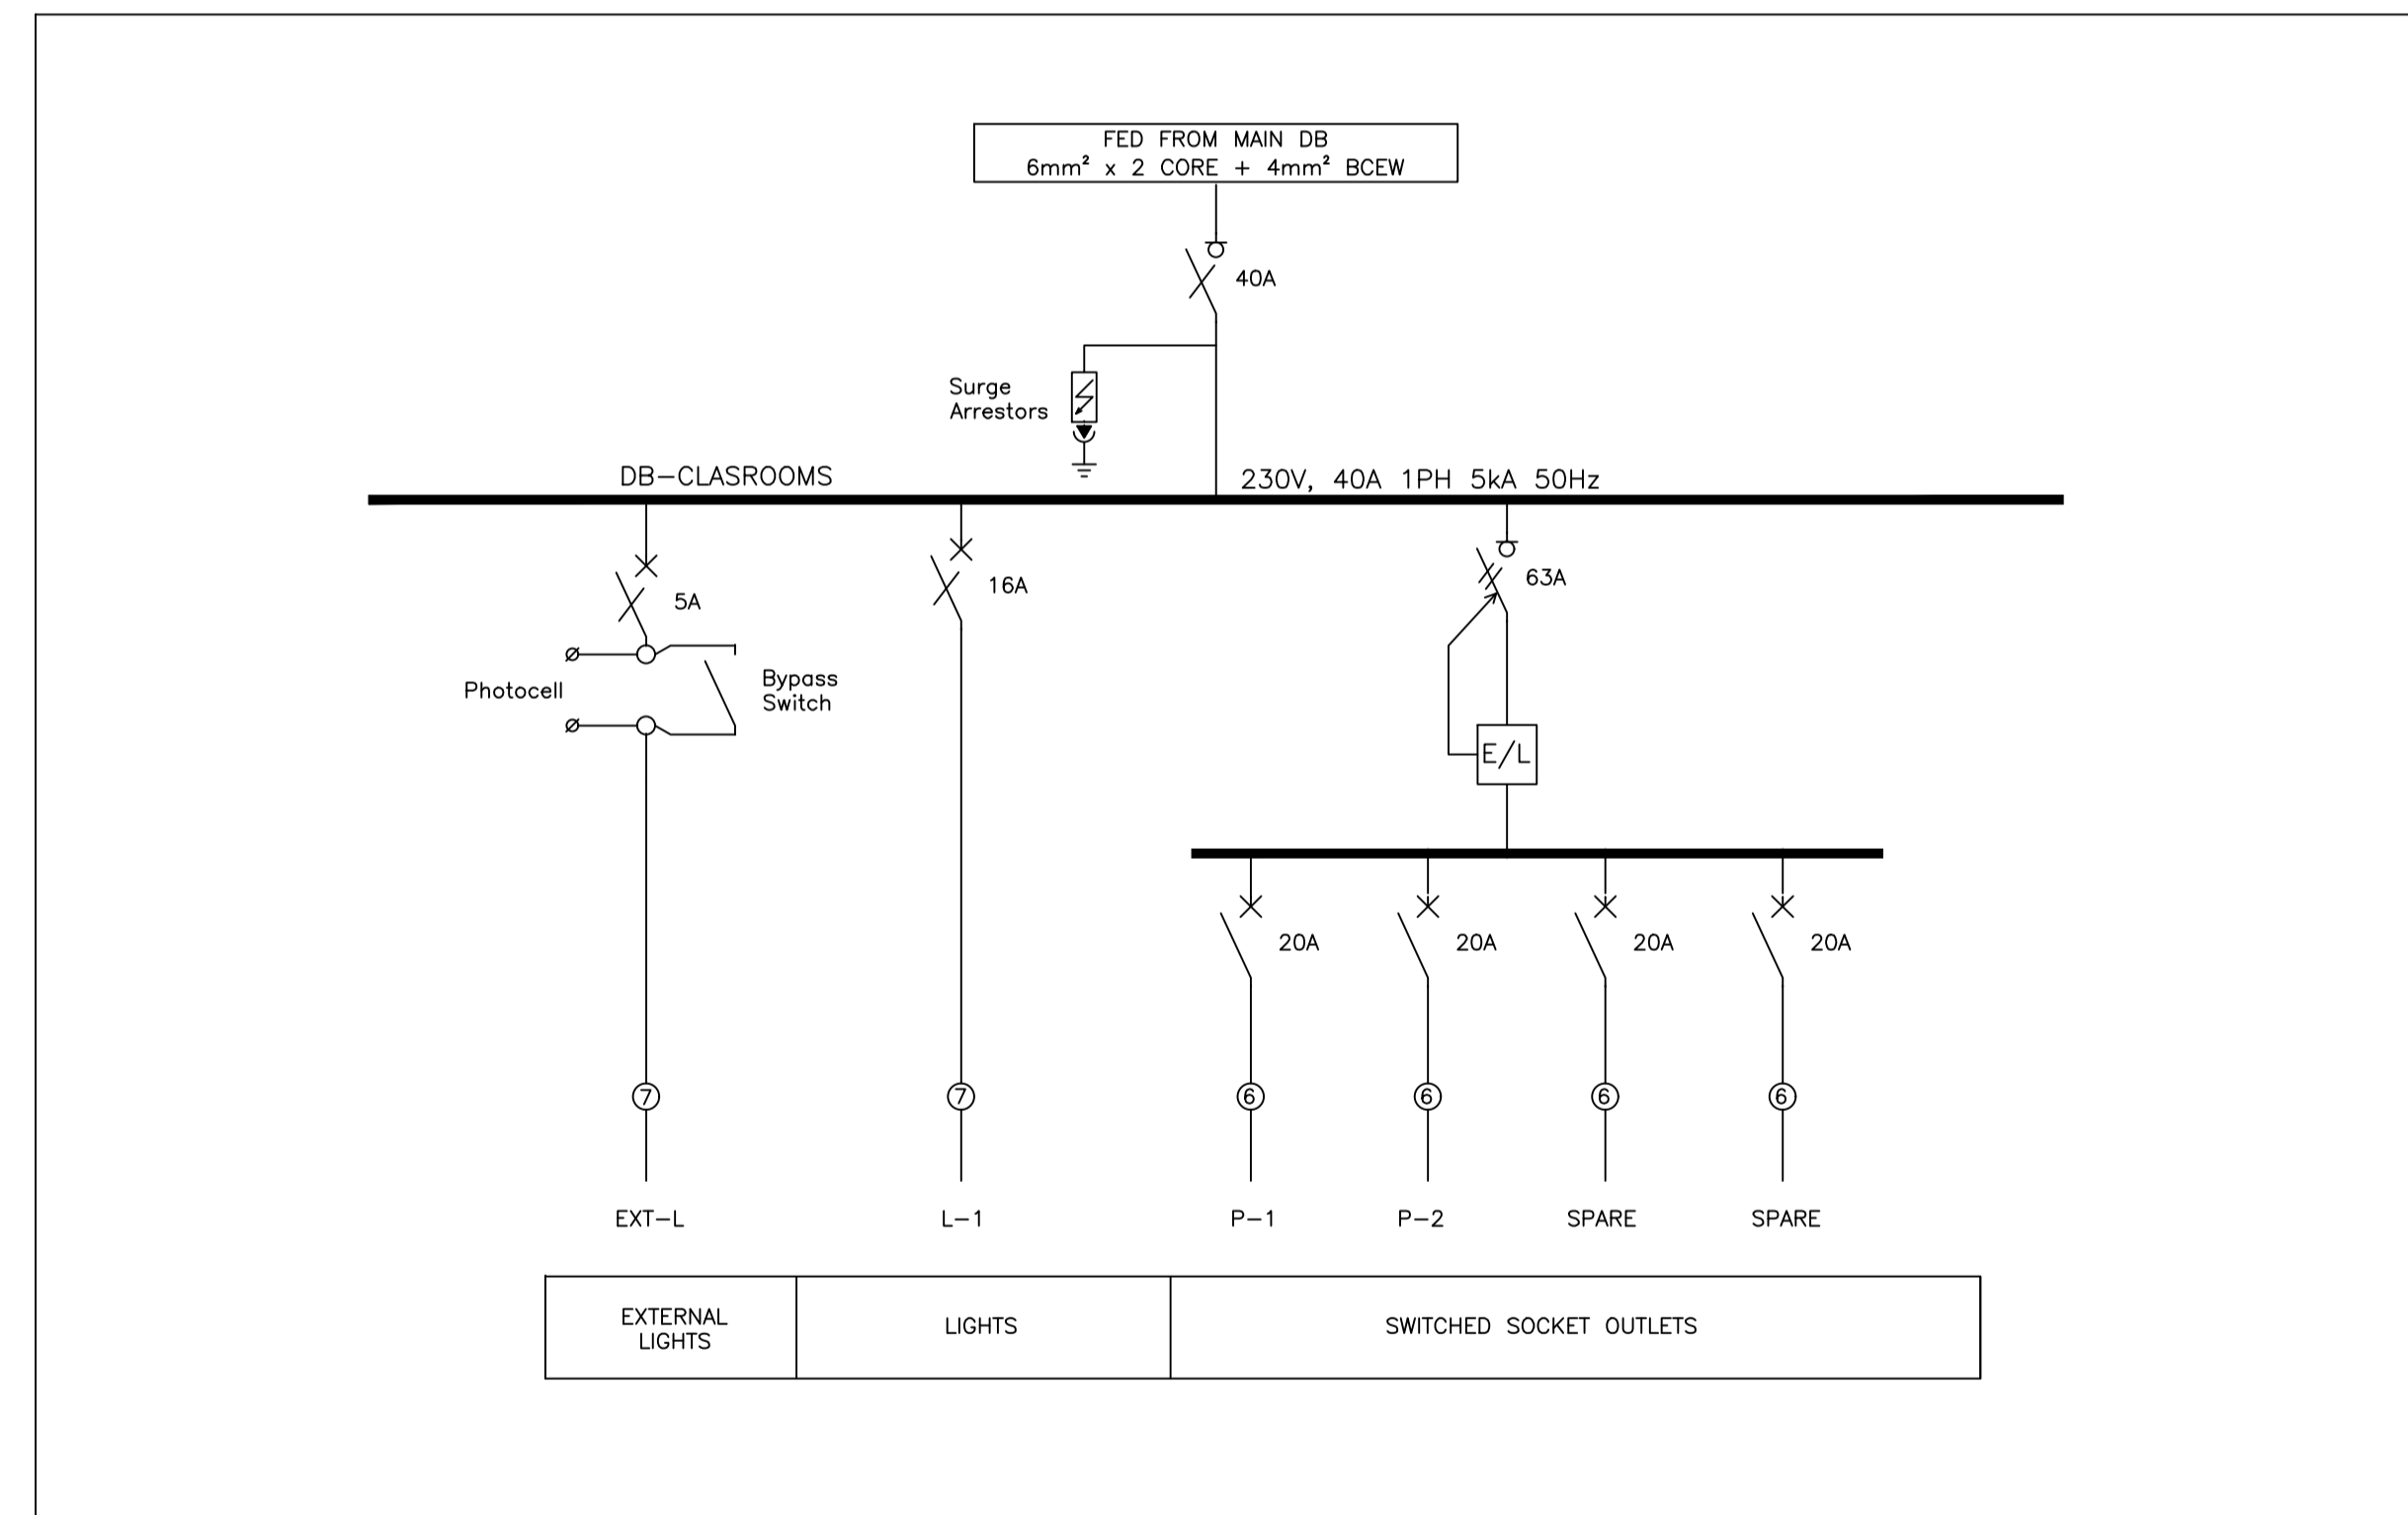 FED FROM MAIN DB
6mm² x 2 CORE + 4mm² BCEW
40A
Surge
Arrestors
DB-CLASROOMS
230V, 40A 1PH 5kA 50Hz
5A
16A
63A
Photocell
Bypass
Switch
E/L
20A
20A
20A
20A
7
7
6
6
6
6
EXT-L
L-1
P-1
P-2
SPARE
SPARE
EXTERNAL
LIGHTS
LIGHTS
SWITCHED SOCKET OUTLETS